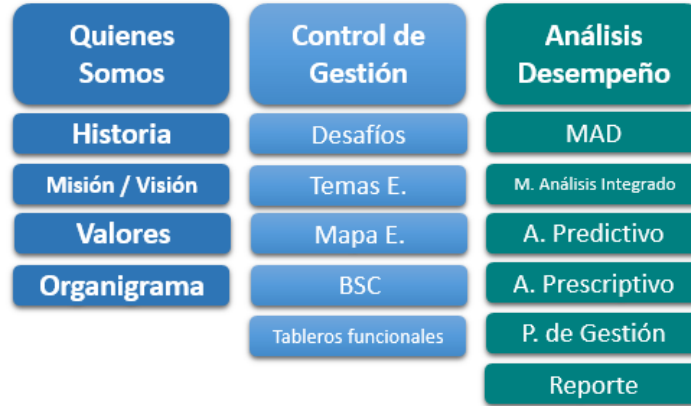 Quienes
Somos
Historia
Misión / Visión
Valores
Organigrama
Control de
Gestión
Desafíos
Temas E.
Mapa E.
BSC
Tableros funcionales
Análisis
Desempeño
MAD
M. Análisis Integrado
A. Predictivo
A. Prescriptivo
P. de Gestión
Reporte